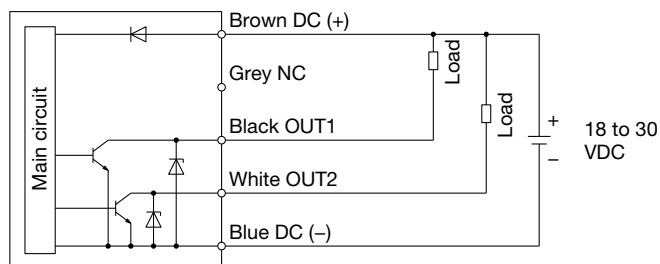 Brown DC (+)
Grey NC
Black OUT1
White OUT2
Blue DC (−)
Main circuit
Load
Load
+
−
18 to 30
VDC